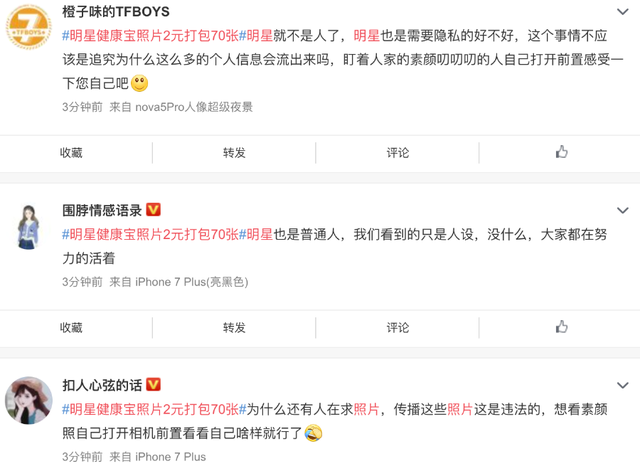 橙子味的TFBOYS
#明星健康宝照片2元打包70张#明星就不是人了，明星也是需要隐私的好不好，这个事情不应
该是追究为什么这么多的个人信息会流出来吗，盯着人家的素颜叨叨叨的人自己打开前置感受一
下您自己吧
3分钟前 来自 nova5Pro人像超级夜景
收藏 转发 评论
围脖情感语录
#明星健康宝照片2元打包70张#明星也是普通人，我们看到的只是人设，没什么，大家都在努
力的活着
3分钟前 来自 iPhone 7 Plus(亮黑色)
收藏 转发 评论
扣人心弦的话
#明星健康宝照片2元打包70张#为什么还有人在求照片，传播这些照片这是违法的，想看素颜
照自己打开相机前置看看自己啥样就行了
3分钟前 来自 iPhone 7 Plus
7
TFBOYS